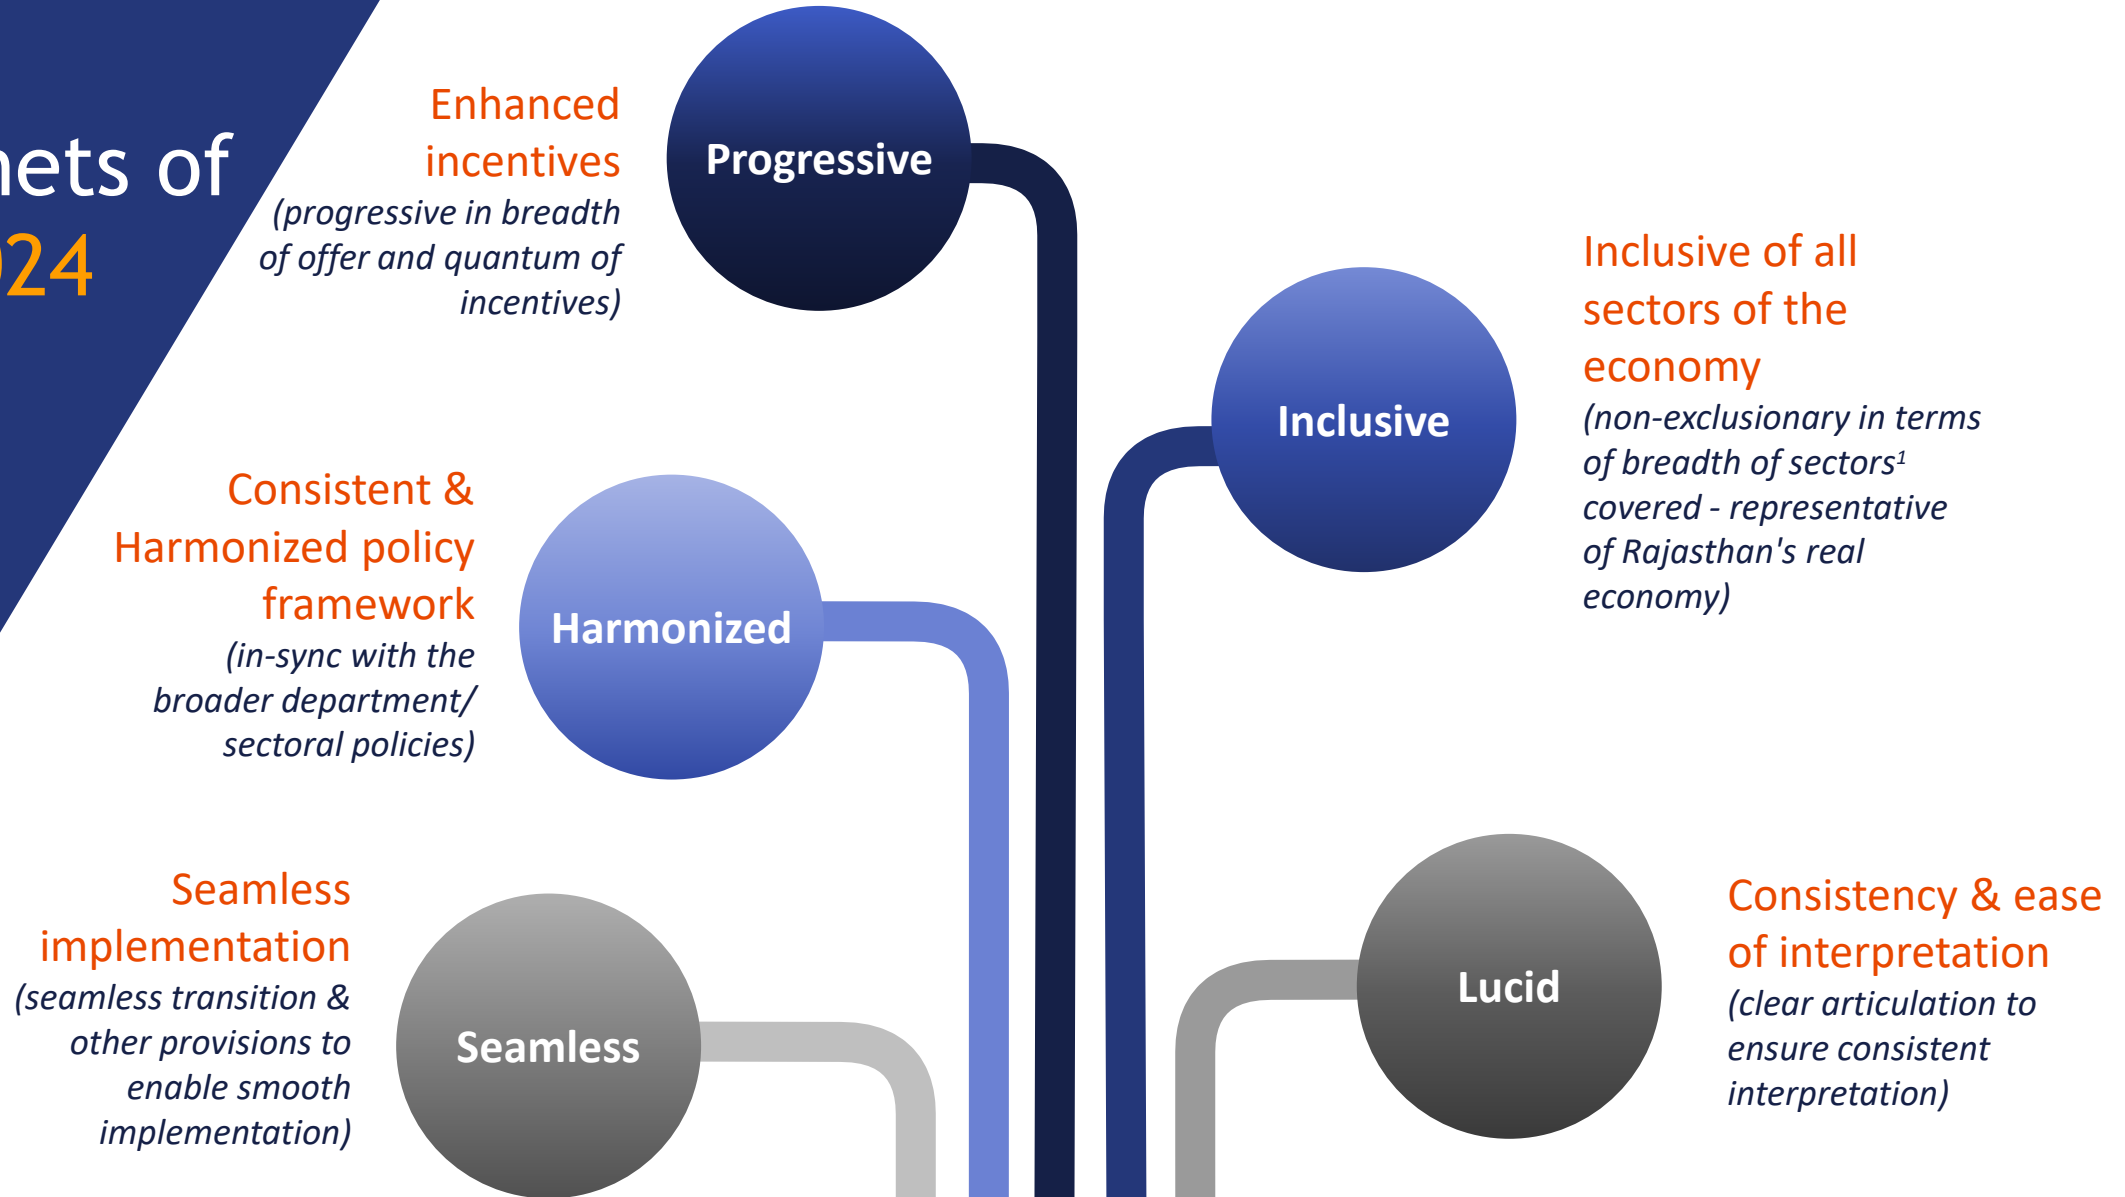 of
24
Enhanced
incentives
(progressive in breadth
of offer and quantum of
incentives)
Progressive
Inclusive of all
sectors of the
economy
(non-exclusionary in terms
of breadth of sectors¹
covered - representative
of Rajasthan's real
economy)
Inclusive
Consistent &
Harmonized policy
framework
(in-sync with the
broader department/
sectoral policies)
Harmonized
Seamless
implementation
(seamless transition &
other provisions to
enable smooth
implementation)
Seamless
Lucid
Consistency & ease
of interpretation
(clear articulation to
ensure consistent
interpretation)